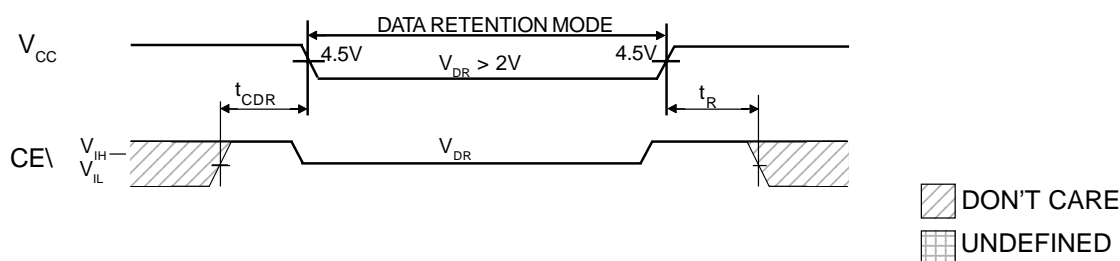 DATA RETENTION MODE
VCC
4.5V
VDR > 2V
4.5V
tCDR
tR
CE\
VIH
VIL
VDR
DON'T CARE
UNDEFINED